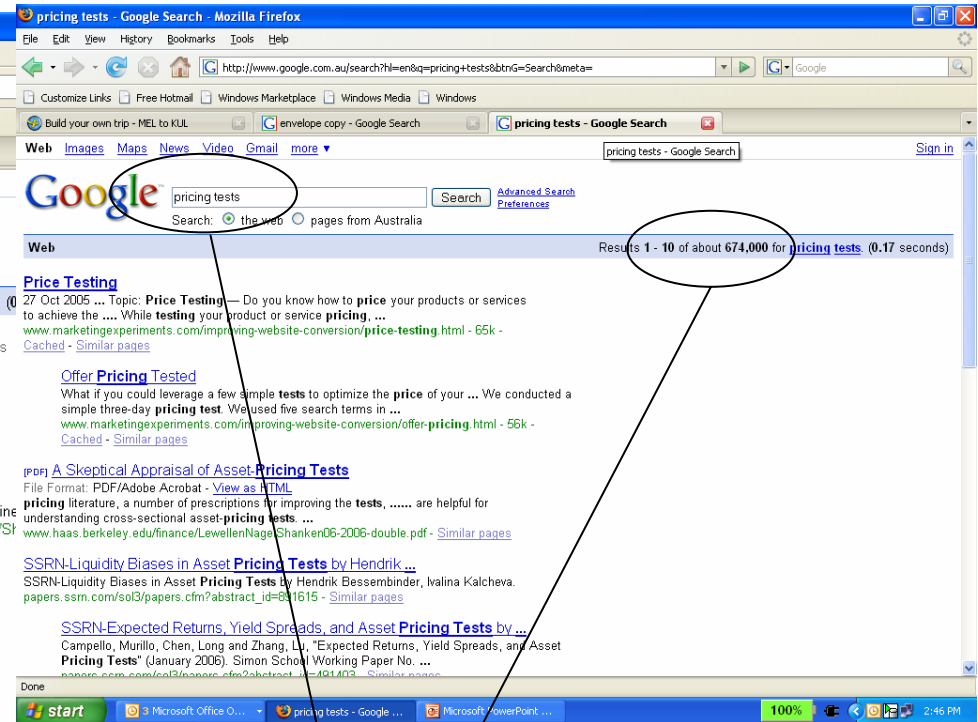 pricing tests - Google Search - Mozilla Firefox
File Edit View History Bookmarks Tools Help
http://www.google.com.au/search?hl=en&q=pricing+tests&btnG=Search&meta=
Google
Customize Links Free Hotmail Windows Marketplace Windows Media Windows
Build your own trip - MEL to KUL envelope copy - Google Search pricing tests - Google Search
Web Images Maps News Video Gmail more ▼ pricing tests - Google Search Sign in
Google™ pricing tests Search Advanced Search
Preferences
Search: the web pages from Australia
Web Results 1 - 10 of about 674,000 for pricing tests. (0.17 seconds)
Price Testing
(0 27 Oct 2005 ... Topic: Price Testing — Do you know how to price your products or services
to achieve the .... While testing your product or service pricing, ...
www.marketingexperiments.com/improving-website-conversion/price-testing.html - 65k -
s Cached - Similar pages
Offer Pricing Tested
What if you could leverage a few simple tests to optimize the price of your ... We conducted a
simple three-day pricing test. We used five search terms in ...
www.marketingexperiments.com/improving-website-conversion/offer-pricing.html - 56k -
Cached - Similar pages
[PDF] A Skeptical Appraisal of Asset-Pricing Tests
File Format: PDF/Adobe Acrobat - View as HTML
pricing literature, a number of prescriptions for improving the tests, ...... are helpful for
ine understanding cross-sectional asset-pricing tests. ...
/Sh www.haas.berkeley.edu/finance/LewellenNagelShanken06-2006-double.pdf - Similar pages
SSRN-Liquidity Biases in Asset Pricing Tests by Hendrik ...
SSRN-Liquidity Biases in Asset Pricing Tests by Hendrik Bessembinder, Ivalina Kalcheva.
papers.ssrn.com/sol3/papers.cfm?abstract_id=891615 - Similar pages
SSRN-Expected Returns, Yield Spreads, and Asset Pricing Tests by ...
Campello, Murillo, Chen, Long and Zhang, Lu, "Expected Returns, Yield Spreads, and Asset
Pricing Tests" (January 2006). Simon School Working Paper No. ...
papers.ssrn.com/sol3/papers.cfm?abstract_id=491403 - Similar pages
Done
start 3 Microsoft Office O... pricing tests - Google ... Microsoft PowerPoint ... 100% 2:46 PM